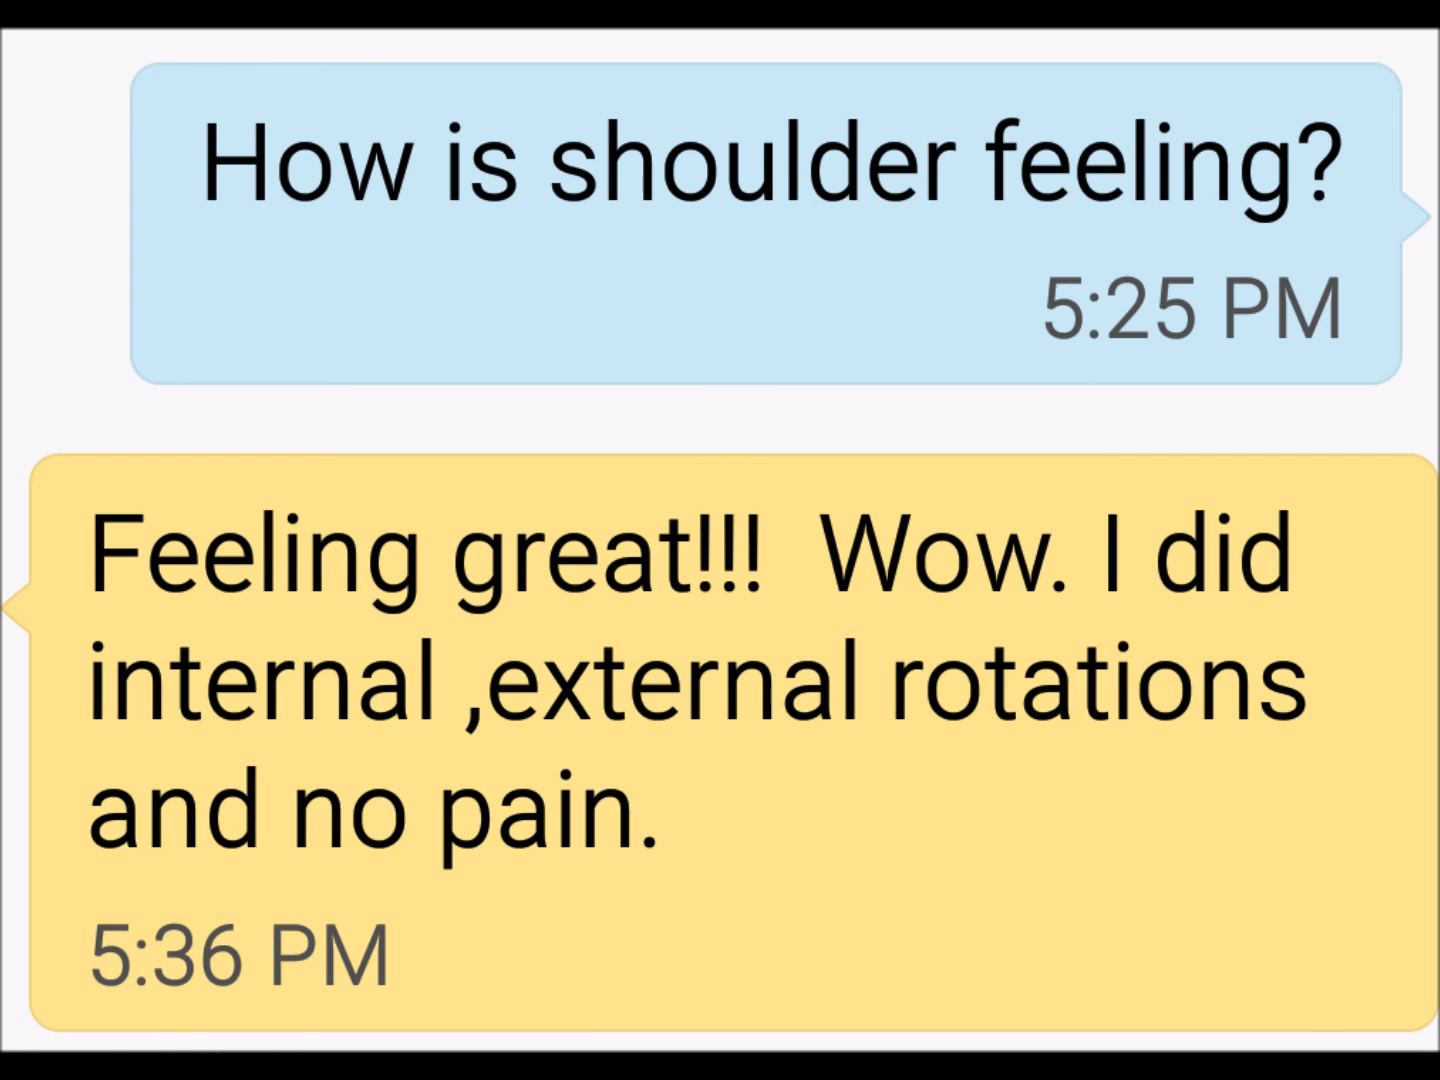 How is shoulder feeling?
5:25 PM
Feeling great!!!  Wow. I did
internal ,external rotations
and no pain.
5:36 PM